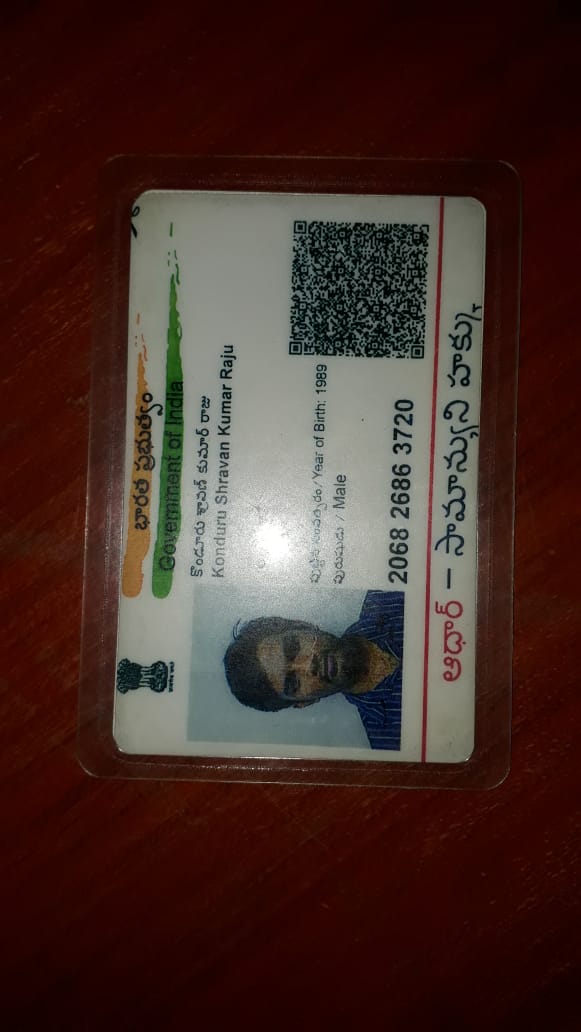 భారత ప్రభుత్వం
Government of India
కొండూరు శ్రావణ్ కుమార్ రాజు
Konduru Shravan Kumar Raju
పుట్టిన సంవత్సరం / Year of Birth: 1989
పురుషుడు / Male
2068 2686 3720
ఆధార్ – సామాన్యుని హక్కు